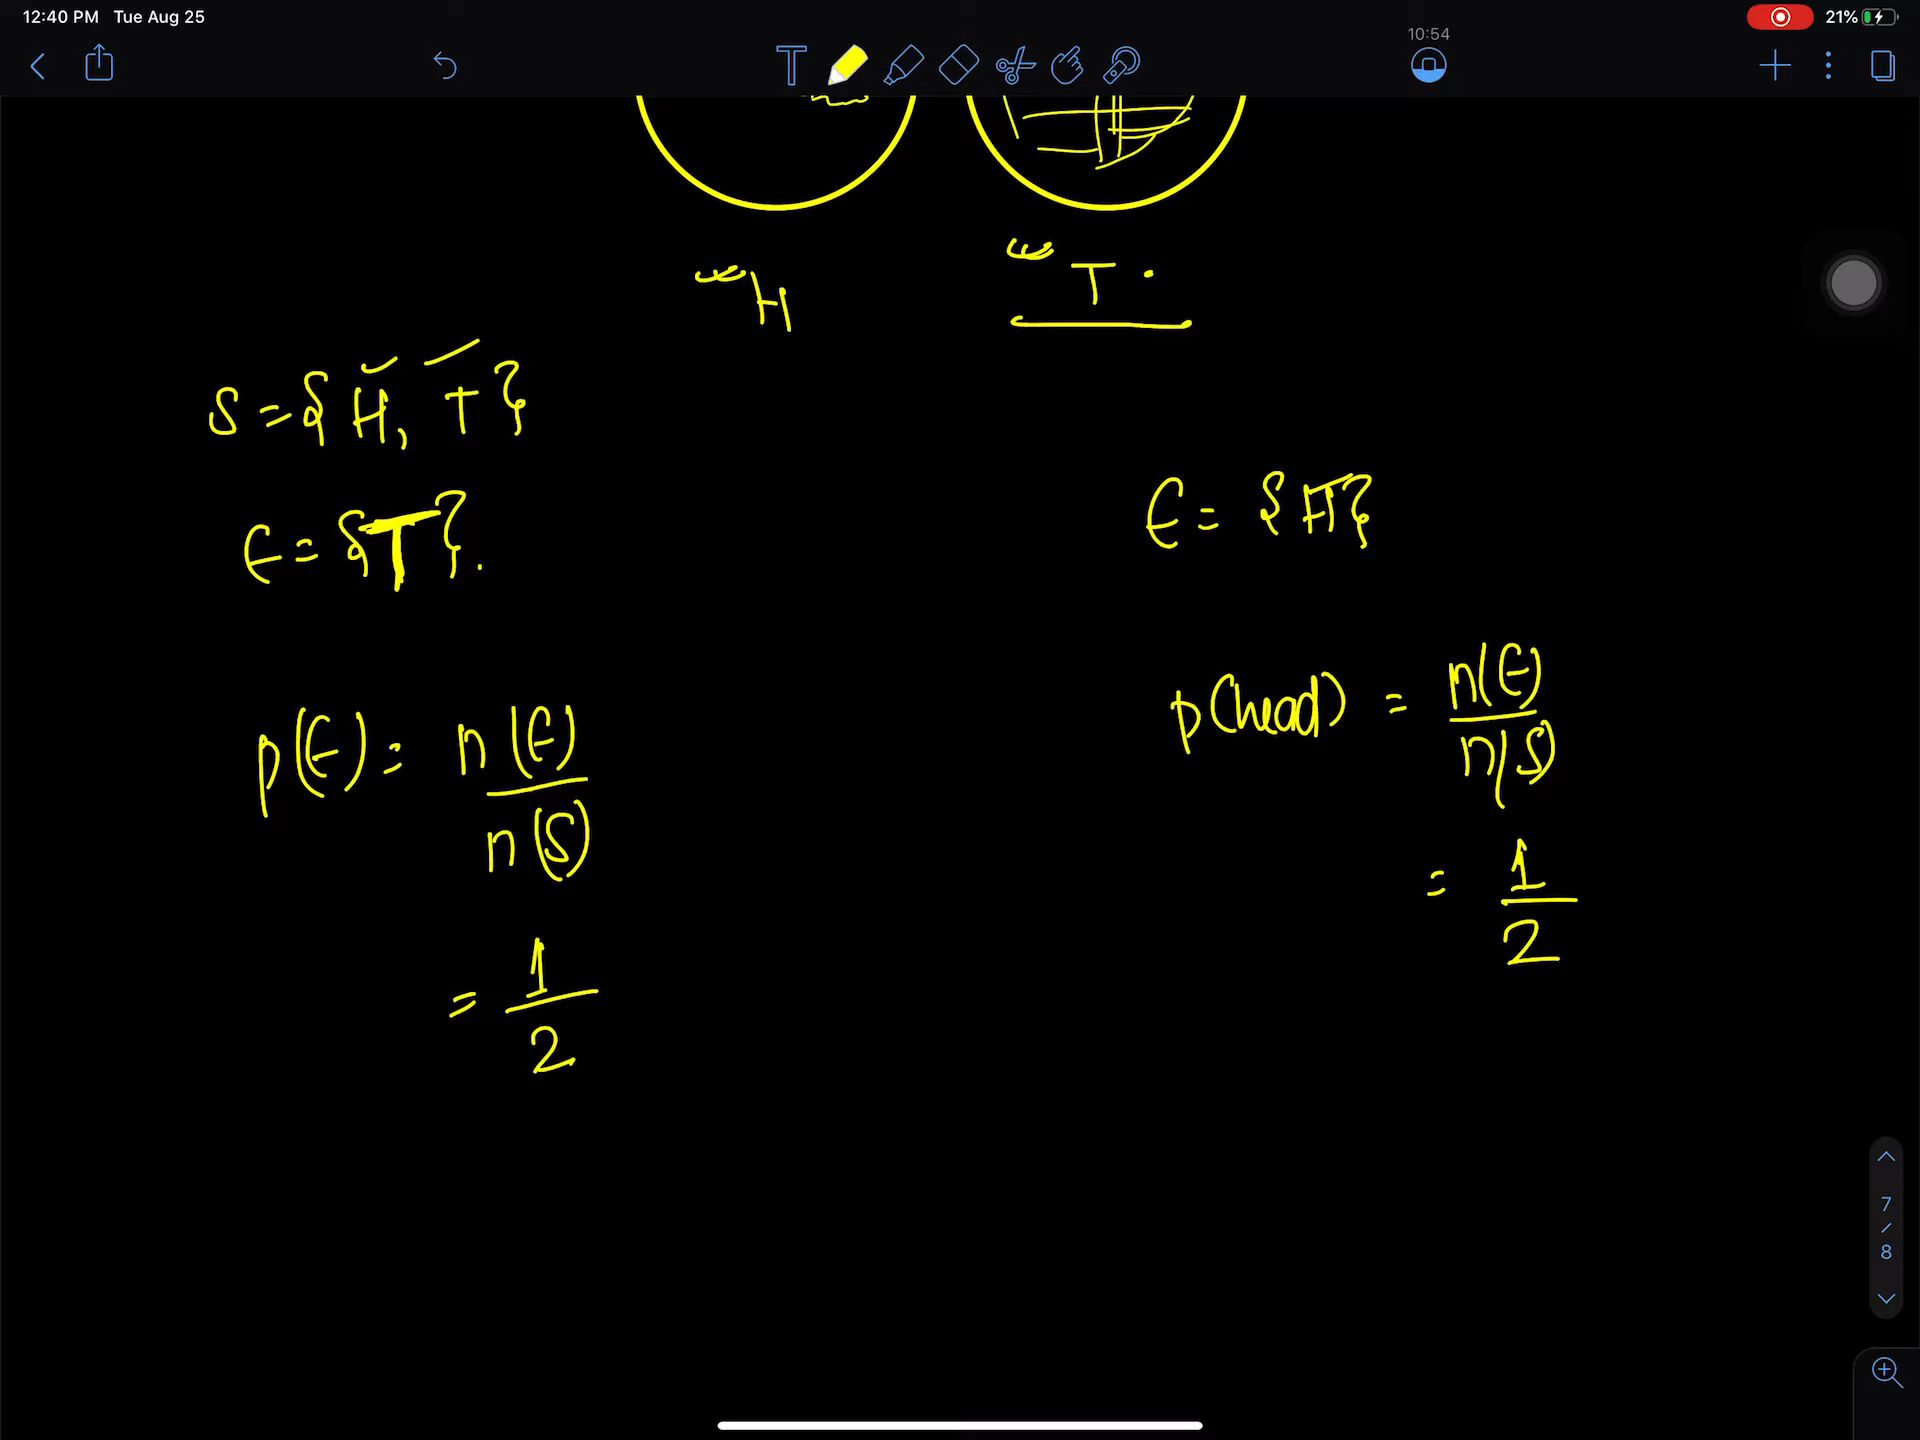 12:40 PM Tue Aug 25
21%
10:54
T
H
T .
S = { H, T }
E = { T } .
E = { H }
P(E) = n(E) / n(S)
= 1 / 2
P(head) = n(E) / n(S)
= 1 / 2
7
/
8